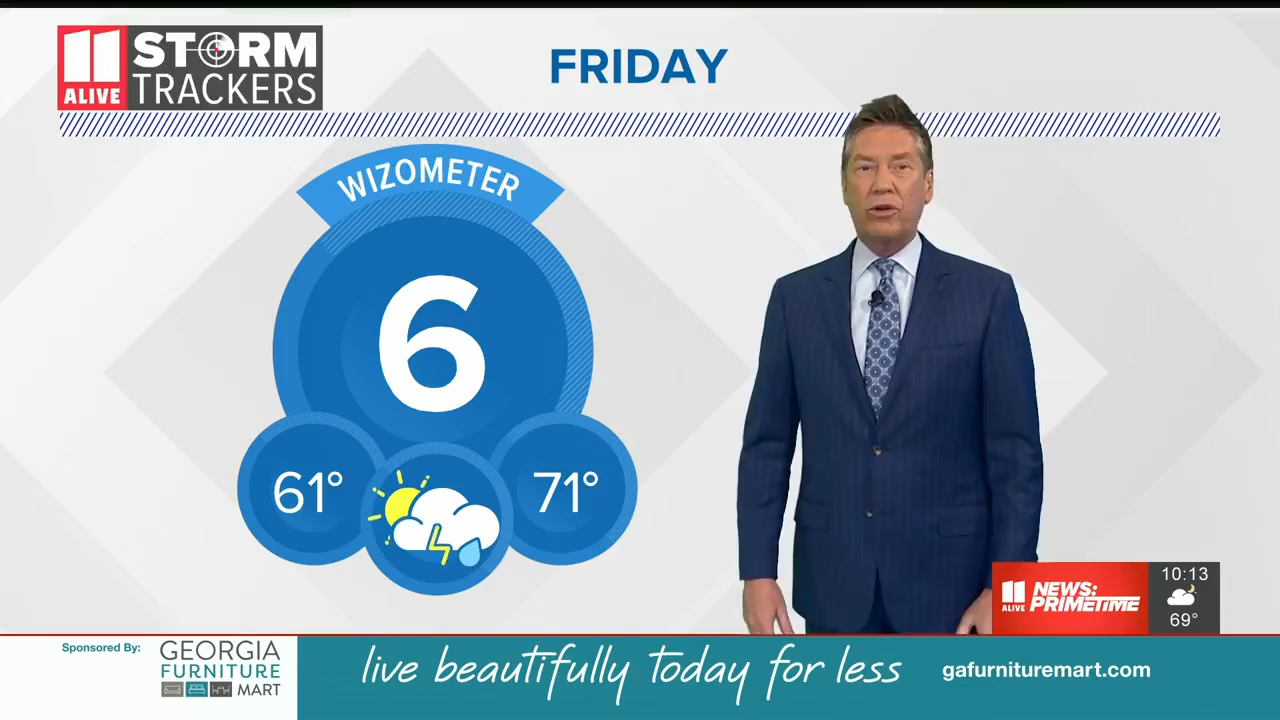 11 ALIVE
STORM
TRACKERS
FRIDAY
WIZOMETER
6
61°
71°
11 ALIVE
NEWS:
PRIMETIME
10:13
69°
Sponsored By:
GEORGIA
FURNITURE
MART
live beautifully today for less
gafurnituremart.com